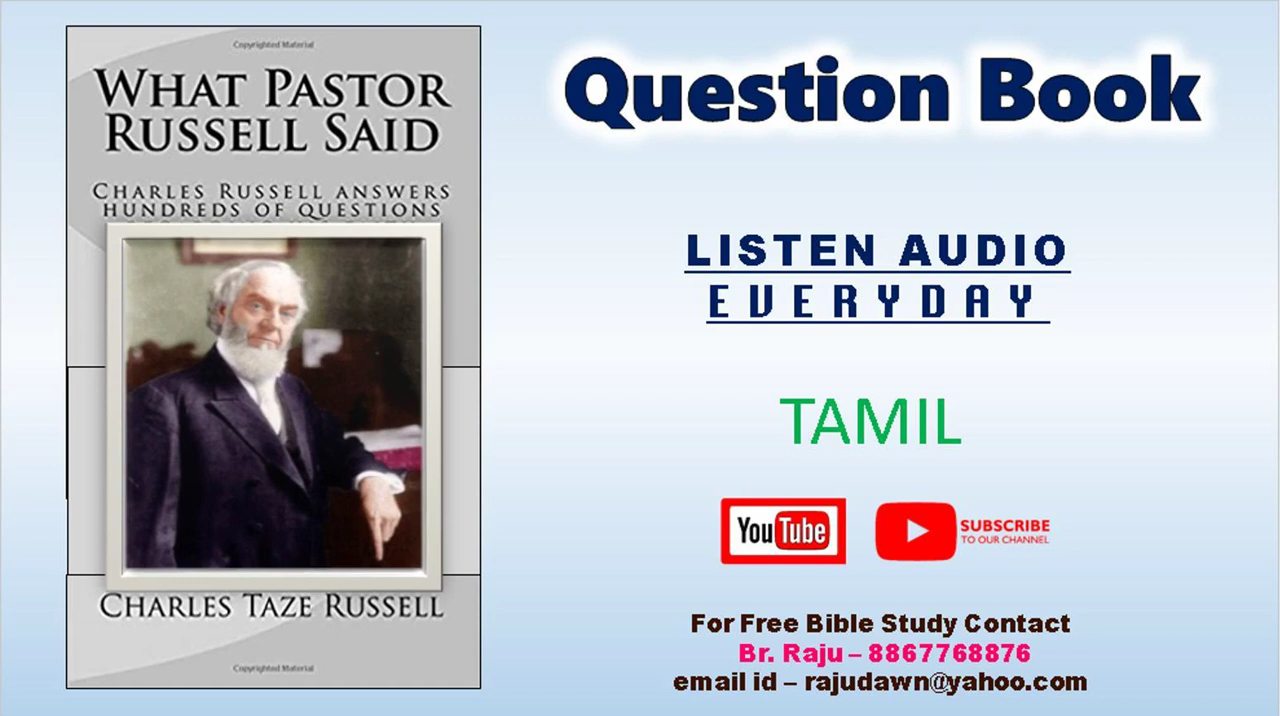 Copyrighted Material
WHAT PASTOR
RUSSELL SAID
CHARLES RUSSELL ANSWERS
HUNDREDS OF QUESTIONS
CHARLES TAZE RUSSELL
Copyrighted Material
Question Book
LISTEN AUDIO
EVERYDAY
TAMIL
YouTube
SUBSCRIBE
TO OUR CHANNEL
For Free Bible Study Contact
Br. Raju – 8867768876
email id – rajudawn@yahoo.com